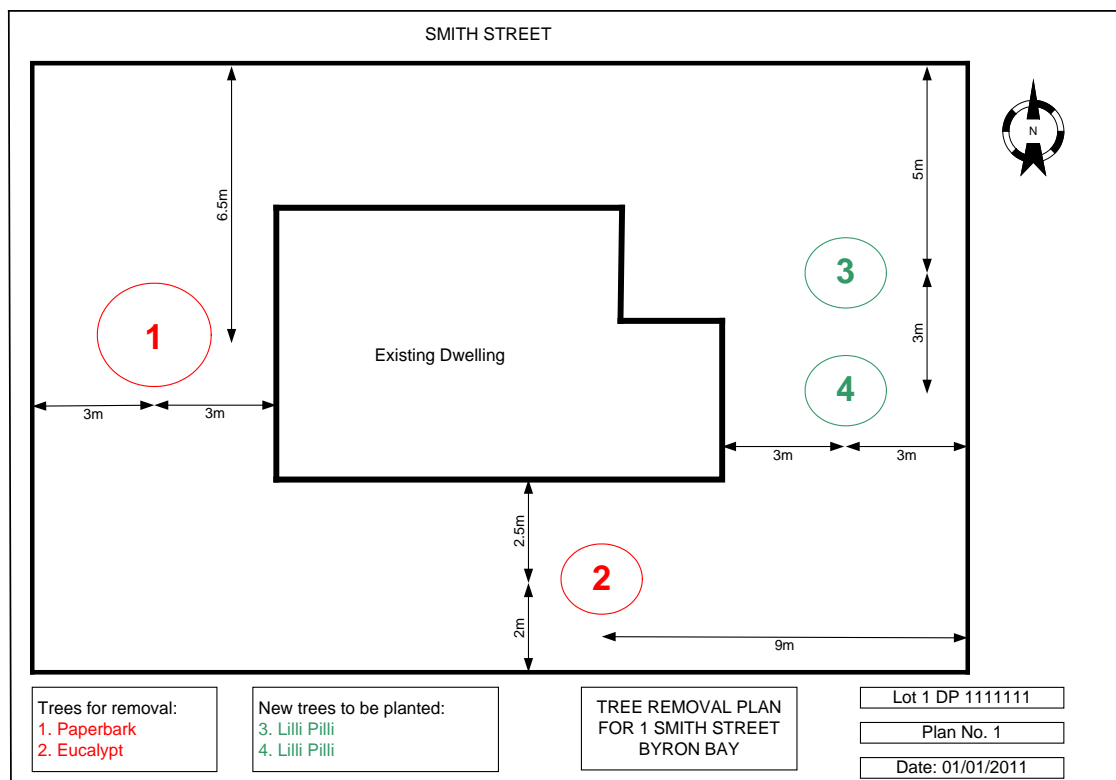 SMITH STREET
N
6.5m
5m
3
3m
1
Existing Dwelling
4
3m
3m
3m
3m
2.5m
2
2m
9m
Trees for removal:
1. Paperbark
2. Eucalypt
New trees to be planted:
3. Lilli Pilli
4. Lilli Pilli
TREE REMOVAL PLAN
FOR 1 SMITH STREET
BYRON BAY
Lot 1 DP 1111111
Plan No. 1
Date: 01/01/2011